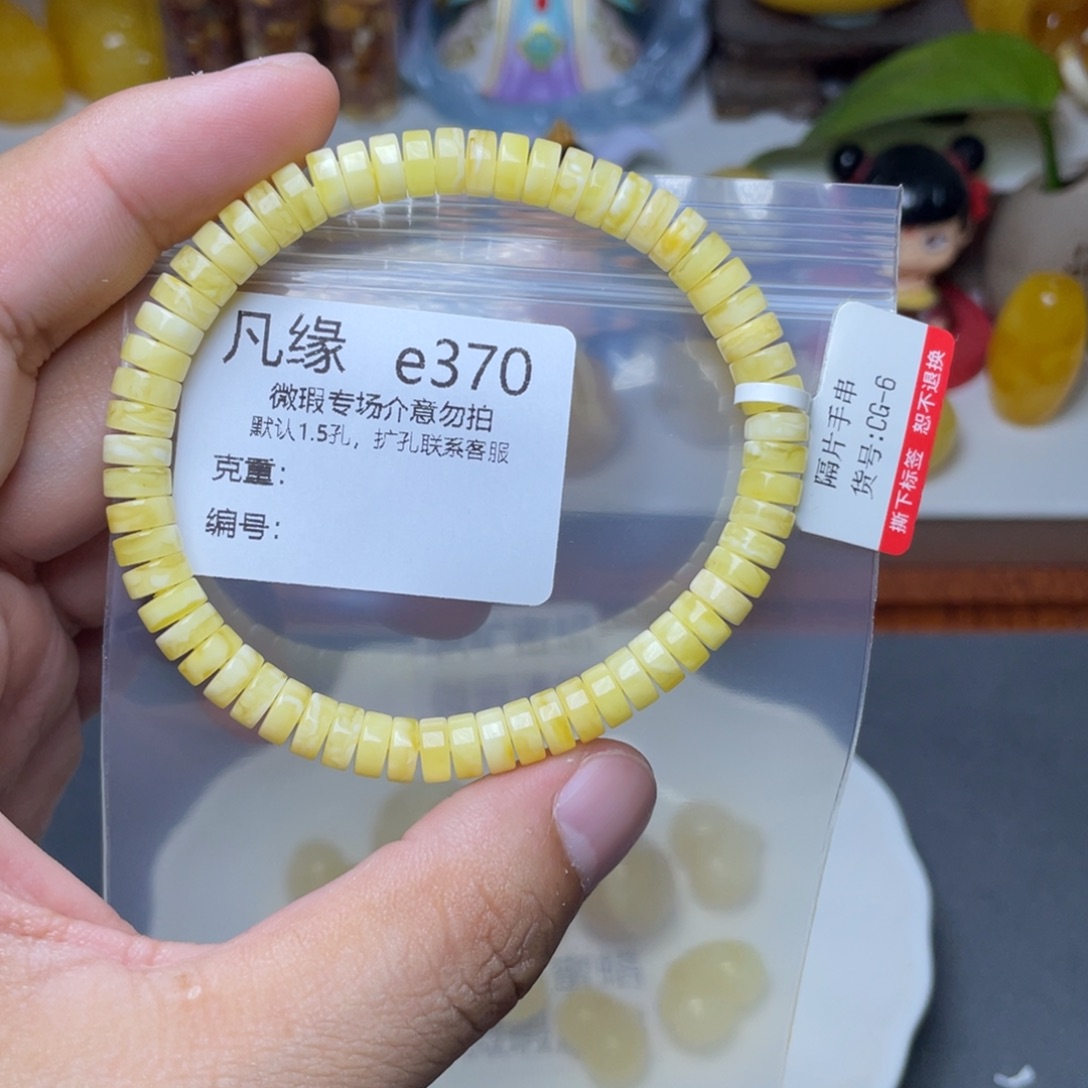 凡缘 e370
微瑕专场介意勿拍
默认1.5孔，扩孔联系客服
克重：
编号：
隔片手串
货号:CG-6
撕下标签 恕不退换